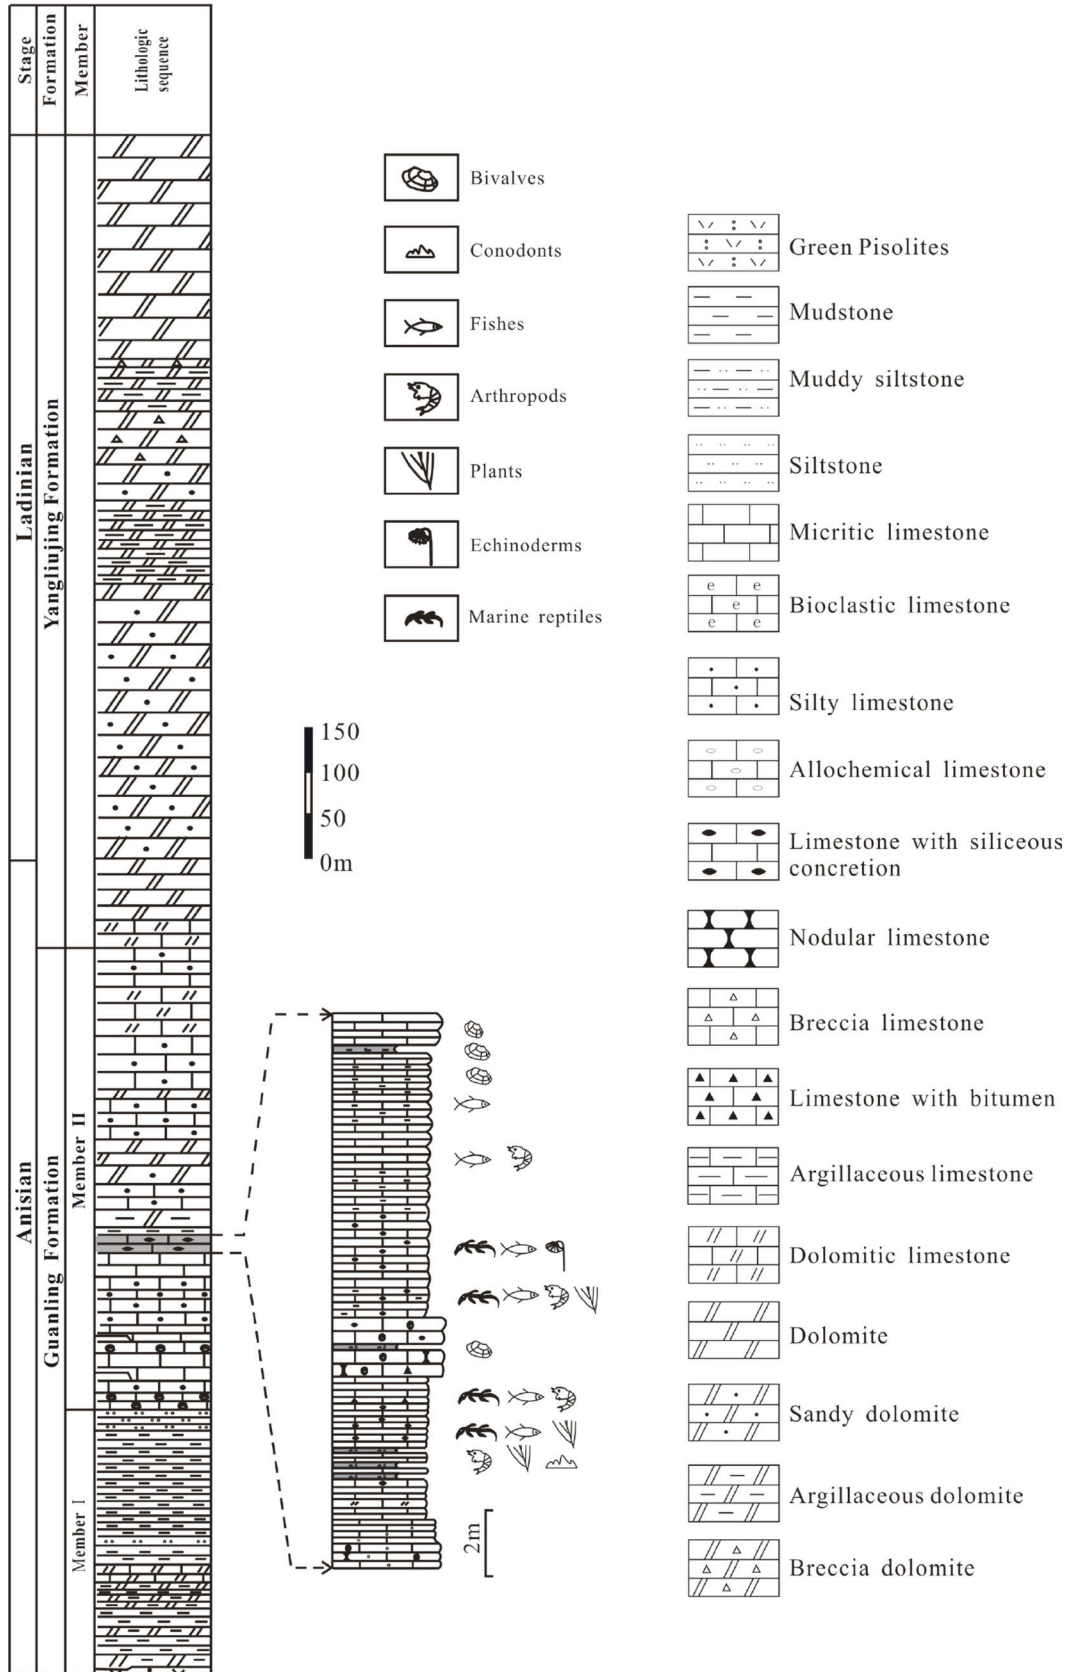 Stage
Formation
Member
Lithologic
sequence
Ladinian
Anisian
Yangliujing Formation
Guanling Formation
Member II
Member I
Bivalves
Conodonts
Fishes
Arthropods
Plants
Echinoderms
Marine reptiles
150
100
50
0m
2m
Green Pisolites
Mudstone
Muddy siltstone
Siltstone
Micritic limestone
Bioclastic limestone
Silty limestone
Allochemical limestone
Limestone with siliceous
concretion
Nodular limestone
Breccia limestone
Limestone with bitumen
Argillaceous limestone
Dolomitic limestone
Dolomite
Sandy dolomite
Argillaceous dolomite
Breccia dolomite